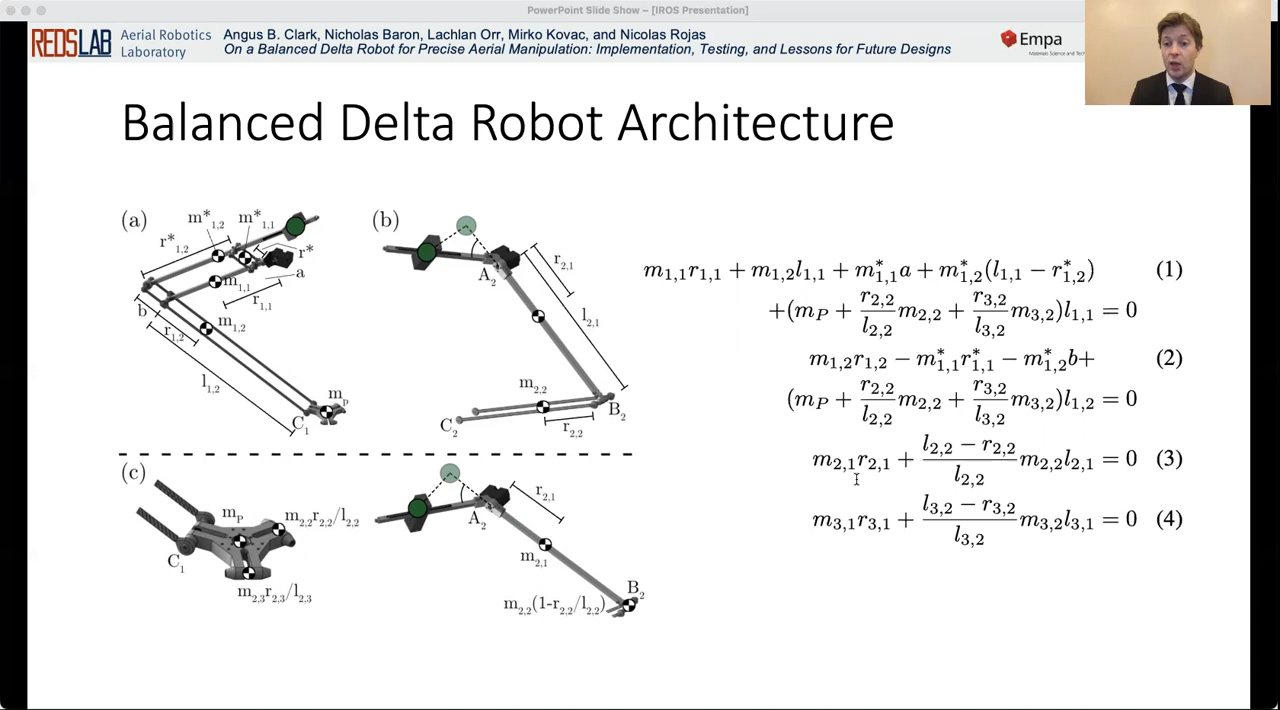 PowerPoint Slide Show – [IROS Presentation]
REDSLAB
Aerial Robotics
Laboratory
Angus B. Clark, Nicholas Baron, Lachlan Orr, Mirko Kovac, and Nicolas Rojas
On a Balanced Delta Robot for Precise Aerial Manipulation: Implementation, Testing, and Lessons for Future Designs
Empa
Materials Science and Tech
Balanced Delta Robot Architecture
(a)
m*₁,₂
m*₁,₁
r*₁,₂
r*
a
m₁,₁
r₁,₁
b
r₁,₂
m₁,₂
l₁,₂
m_P
C₁
(b)
A₂
r₂,₁
l₂,₁
m₂,₂
B₂
C₂
r₂,₂
(c)
m_P
m₂,₂r₂,₂/l₂,₂
C₁
m₂,₃r₂,₃/l₂,₃
A₂
r₂,₁
m₂,₁
B₂
m₂,₂(1-r₂,₂/l₂,₂)
m₁,₁r₁,₁ + m₁,₂l₁,₁ + m*₁,₁a + m*₁,₂(l₁,₁ − r*₁,₂) (1)
+(m_P + r₂,₂/l₂,₂ m₂,₂ + r₃,₂/l₃,₂ m₃,₂)l₁,₁ = 0
m₁,₂r₁,₂ − m*₁,₁r*₁,₁ − m*₁,₂b+ (2)
(m_P + r₂,₂/l₂,₂ m₂,₂ + r₃,₂/l₃,₂ m₃,₂)l₁,₂ = 0
m₂,₁r₂,₁ + (l₂,₂ − r₂,₂)/l₂,₂ m₂,₂l₂,₁ = 0 (3)
m₃,₁r₃,₁ + (l₃,₂ − r₃,₂)/l₃,₂ m₃,₂l₃,₁ = 0 (4)